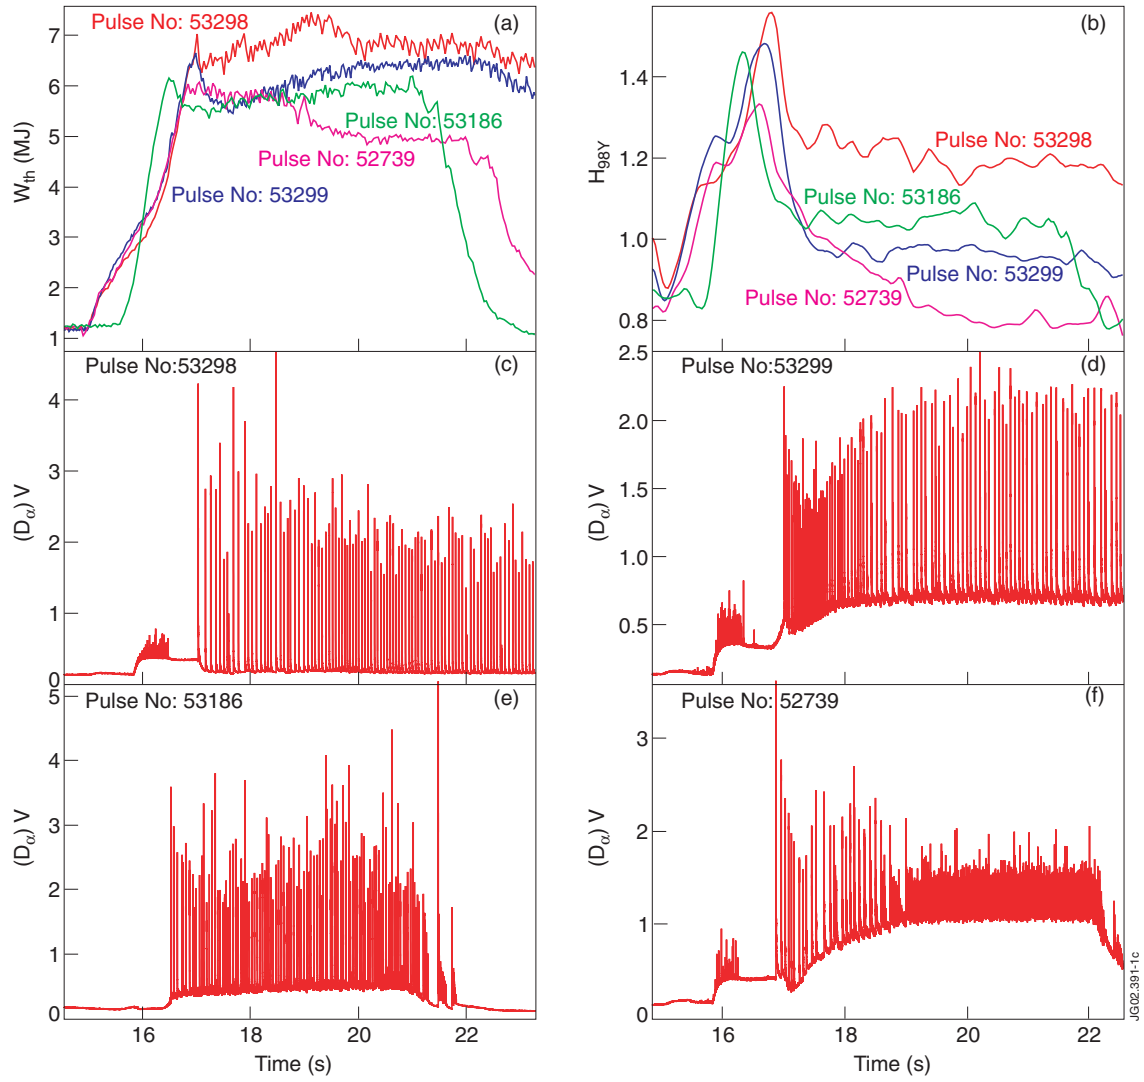 Pulse No: 53298
(a)
7
6
5
4
3
2
1
W_th (MJ)
Pulse No: 53186
Pulse No: 52739
Pulse No: 53299
(b)
1.4
1.2
1.0
0.8
H_98Y
Pulse No: 53298
Pulse No: 53186
Pulse No: 53299
Pulse No: 52739
Pulse No:53298
(c)
4
3
2
1
0
(Dα) V
Pulse No:53299
(d)
2.5
2.0
1.5
1.0
0.5
(Dα) V
Pulse No: 53186
(e)
5
4
3
2
1
0
(Dα) V
16 18 20 22
Time (s)
Pulse No: 52739
(f)
3
2
1
0
(Dα) V
16 18 20 22
Time (s)
JG02.391-1c